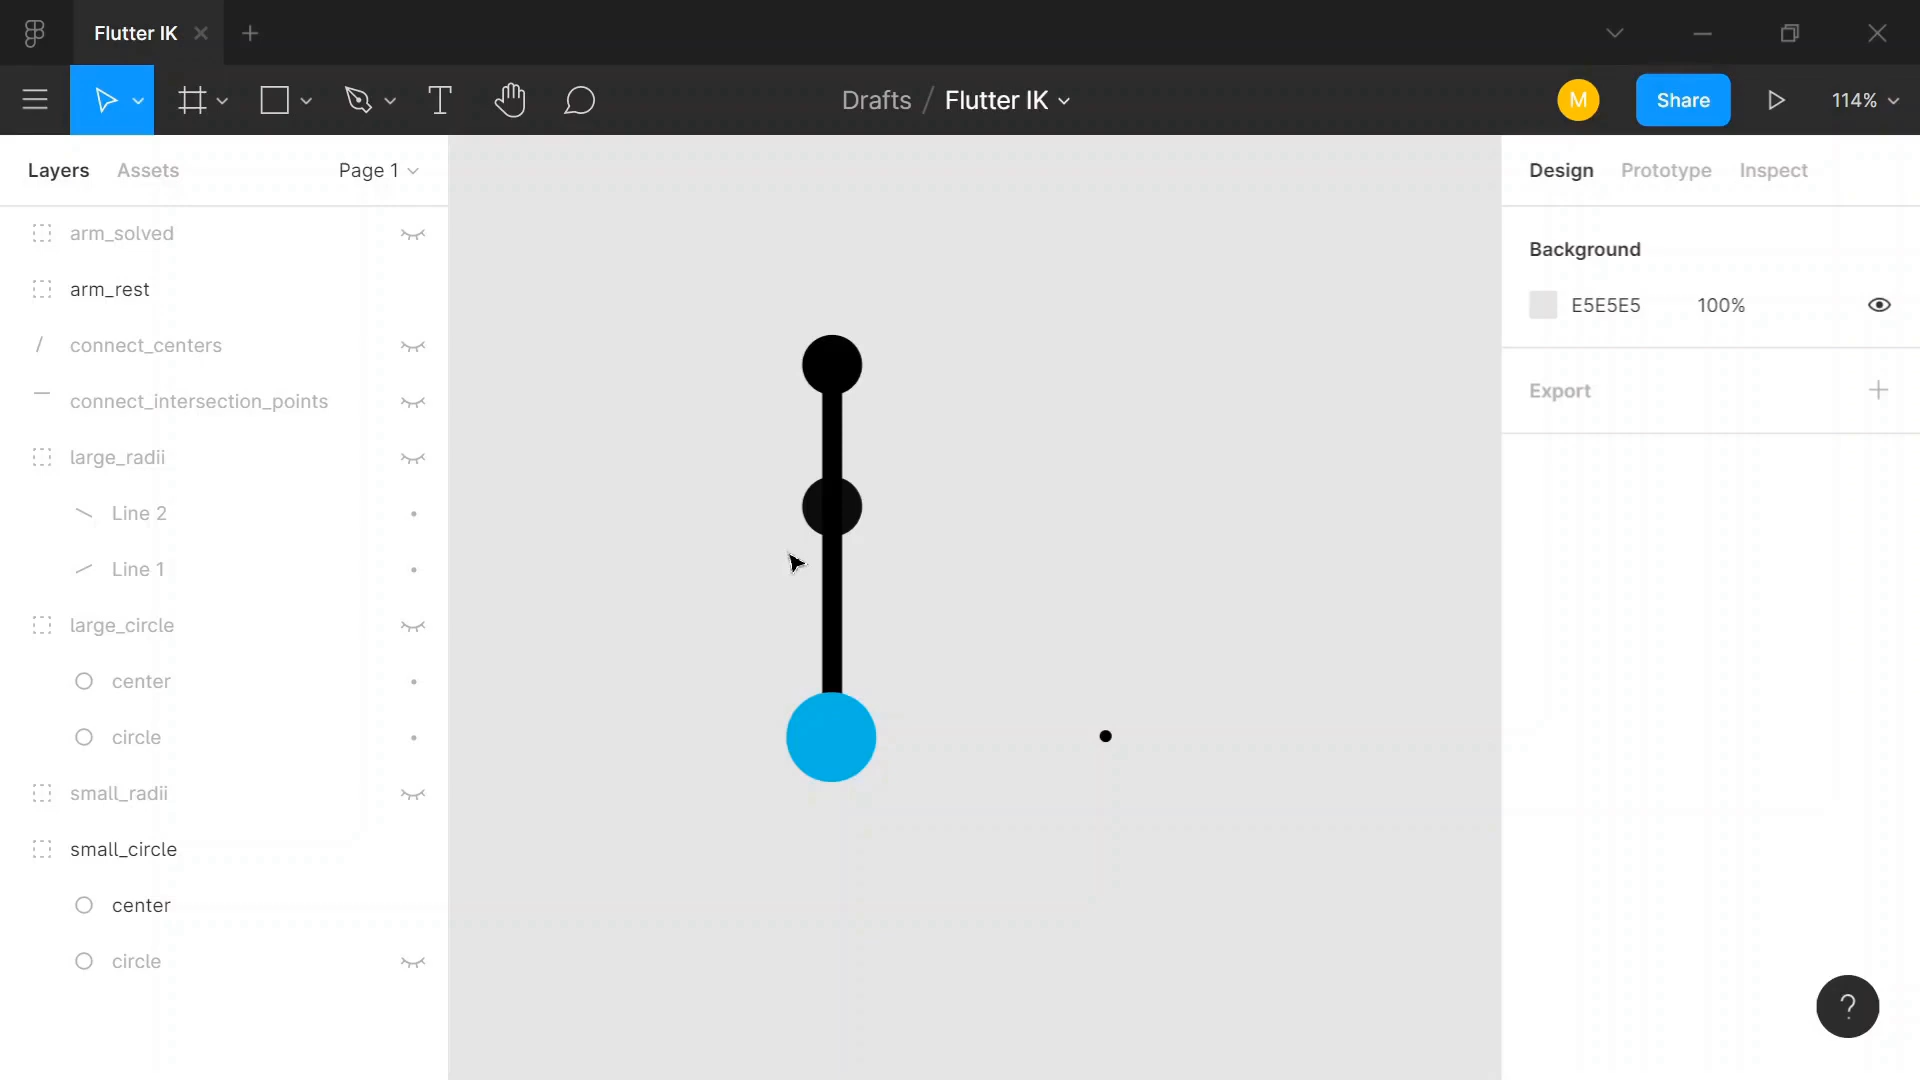 Flutter IK
Drafts / Flutter IK
M
Share
114%
Layers
Assets
Page 1
arm_solved
arm_rest
connect_centers
connect_intersection_points
large_radii
Line 2
Line 1
large_circle
center
circle
small_radii
small_circle
center
circle
Design
Prototype
Inspect
Background
E5E5E5
100%
Export
?